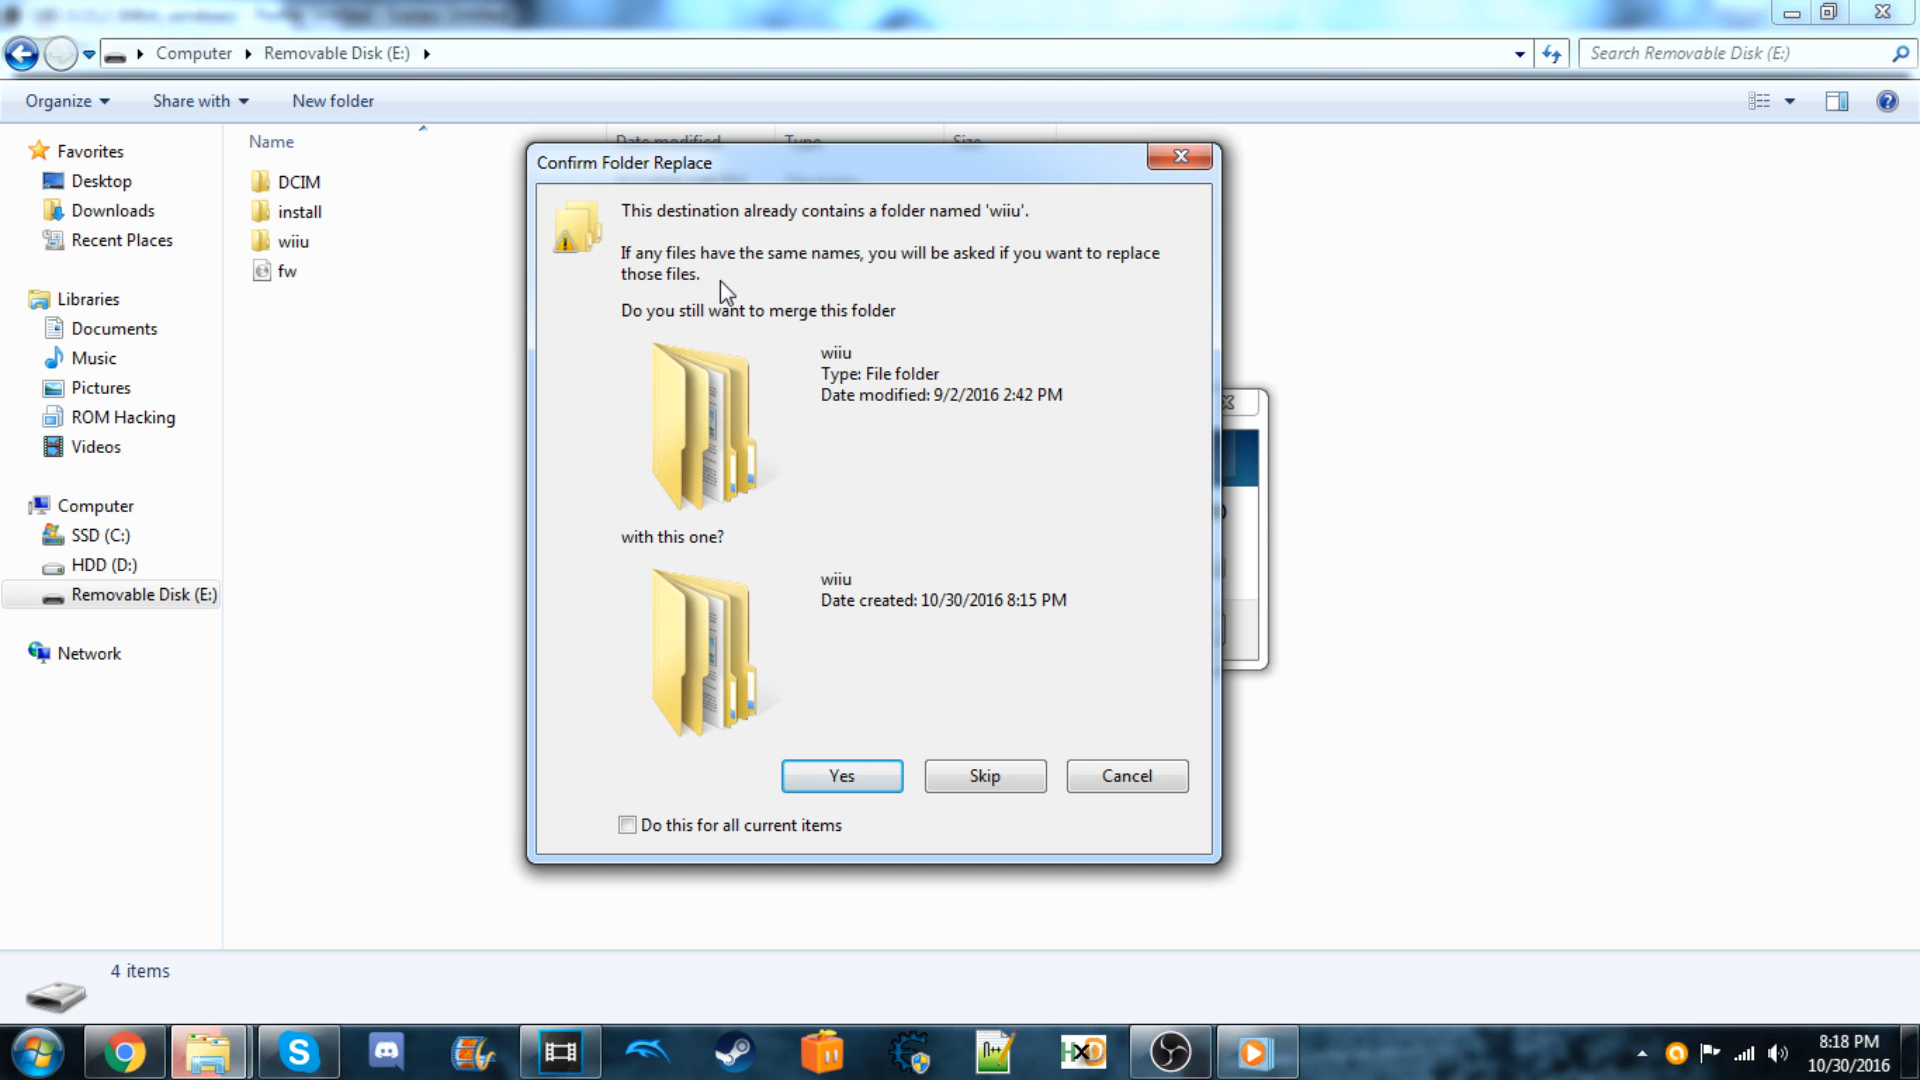 Computer
Removable Disk (E:)
Search Removable Disk (E:)
Organize
Share with
New folder
Favorites
Desktop
Downloads
Recent Places
Libraries
Documents
Music
Pictures
ROM Hacking
Videos
Computer
SSD (C:)
HDD (D:)
Removable Disk (E:)
Network
Name
Date modified
Type
Size
DCIM
install
wiiu
fw
Confirm Folder Replace
This destination already contains a folder named 'wiiu'.
If any files have the same names, you will be asked if you want to replace
those files.
Do you still want to merge this folder
wiiu
Type: File folder
Date modified: 9/2/2016 2:42 PM
with this one?
wiiu
Date created: 10/30/2016 8:15 PM
Yes
Skip
Cancel
Do this for all current items
4 items
HXD
8:18 PM
10/30/2016